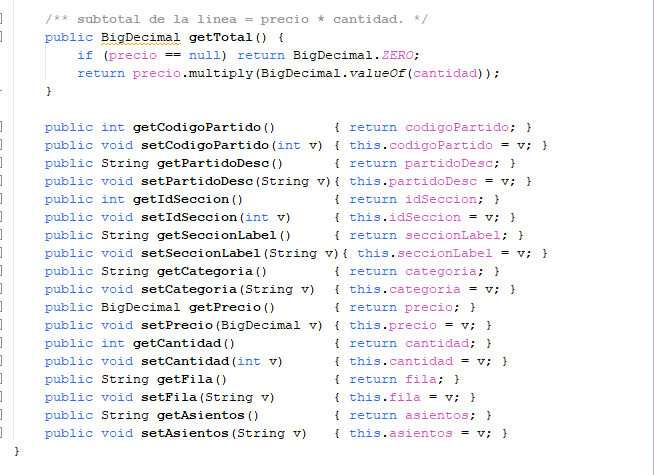 /** subtotal de la linea = precio * cantidad. */
public BigDecimal getTotal() {
    if (precio == null) return BigDecimal.ZERO;
    return precio.multiply(BigDecimal.valueOf(cantidad));
}

public int getCodigoPartido()       { return codigoPartido; }
public void setCodigoPartido(int v) { this.codigoPartido = v; }
public String getPartidoDesc()      { return partidoDesc; }
public void setPartidoDesc(String v){ this.partidoDesc = v; }
public int getIdSeccion()           { return idSeccion; }
public void setIdSeccion(int v)     { this.idSeccion = v; }
public String getSeccionLabel()     { return seccionLabel; }
public void setSeccionLabel(String v){ this.seccionLabel = v; }
public String getCategoria()        { return categoria; }
public void setCategoria(String v)  { this.categoria = v; }
public BigDecimal getPrecio()       { return precio; }
public void setPrecio(BigDecimal v) { this.precio = v; }
public int getCantidad()            { return cantidad; }
public void setCantidad(int v)      { this.cantidad = v; }
public String getFila()             { return fila; }
public void setFila(String v)       { this.fila = v; }
public String getAsientos()         { return asientos; }
public void setAsientos(String v)   { this.asientos = v; }
}